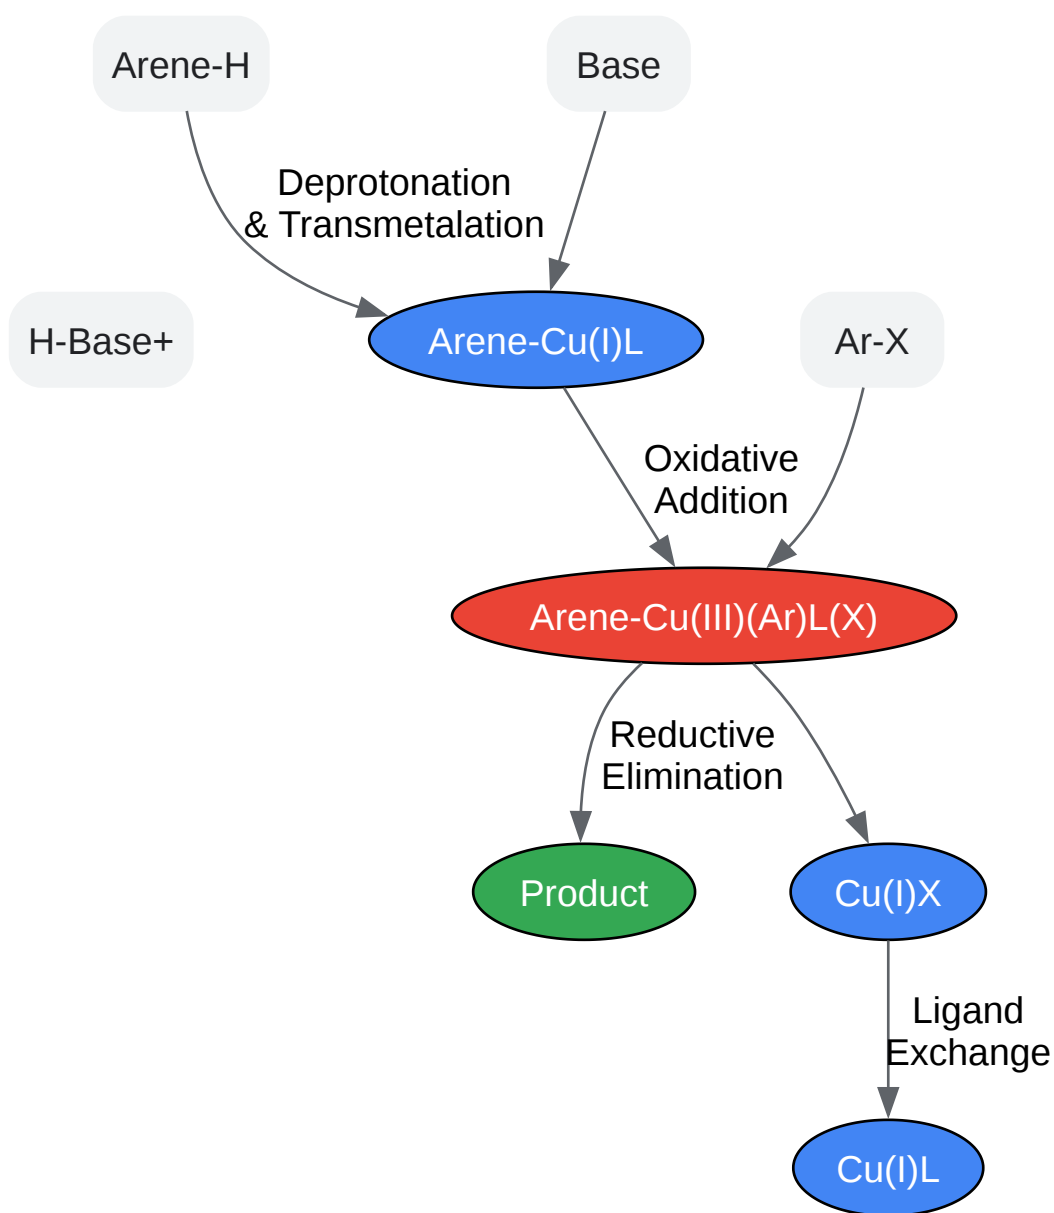 Arene-H
Base
Deprotonation
& Transmetalation
H-Base+
Arene-Cu(I)L
Ar-X
Oxidative
Addition
Arene-Cu(III)(Ar)L(X)
Reductive
Elimination
Product
Cu(I)X
Ligand
Exchange
Cu(I)L